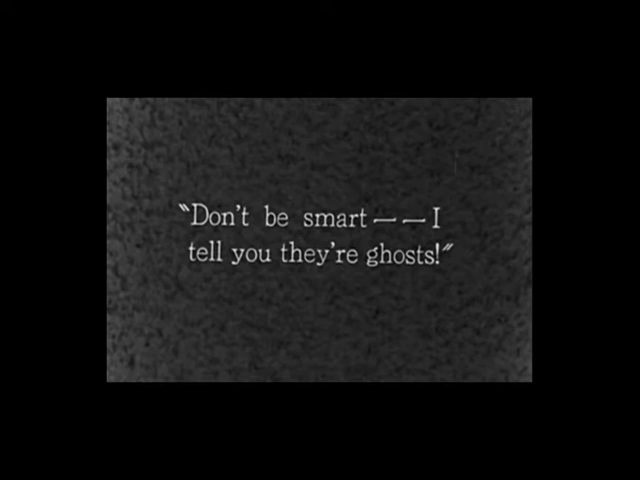 "Don't be smart — — I
tell you they're ghosts!"